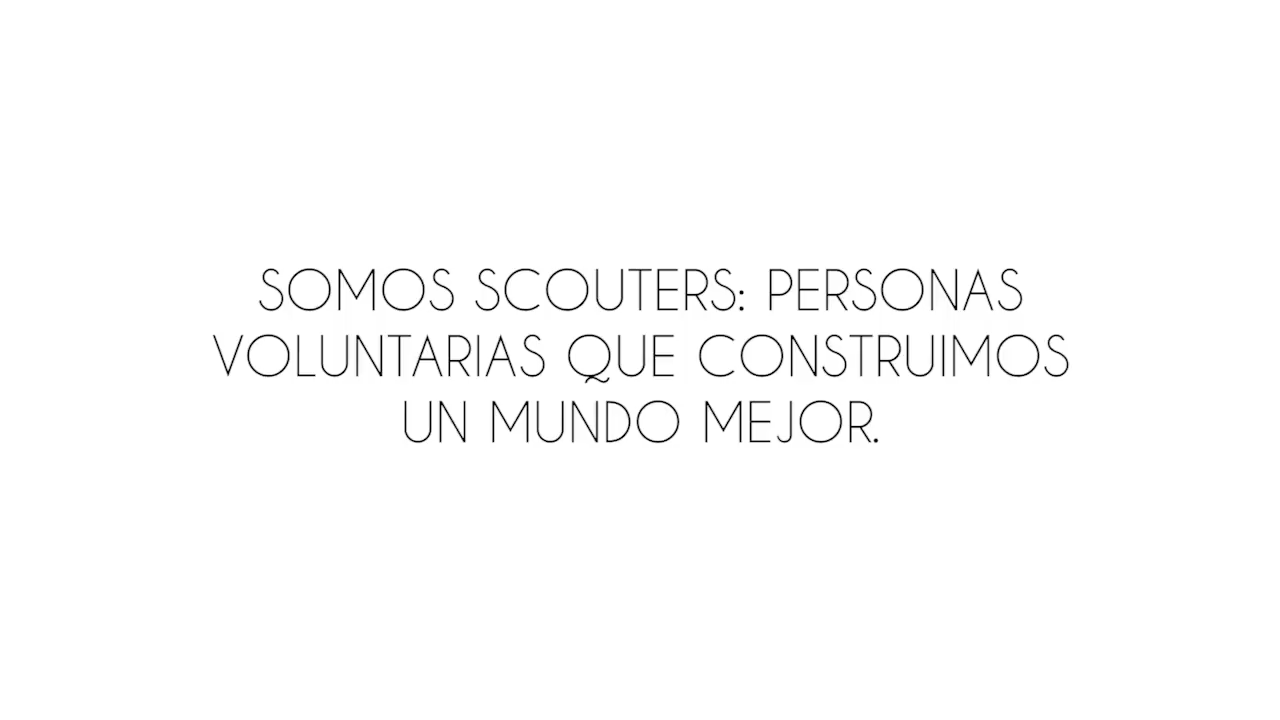 SOMOS SCOUTERS: PERSONAS
VOLUNTARIAS QUE CONSTRUIMOS
UN MUNDO MEJOR.